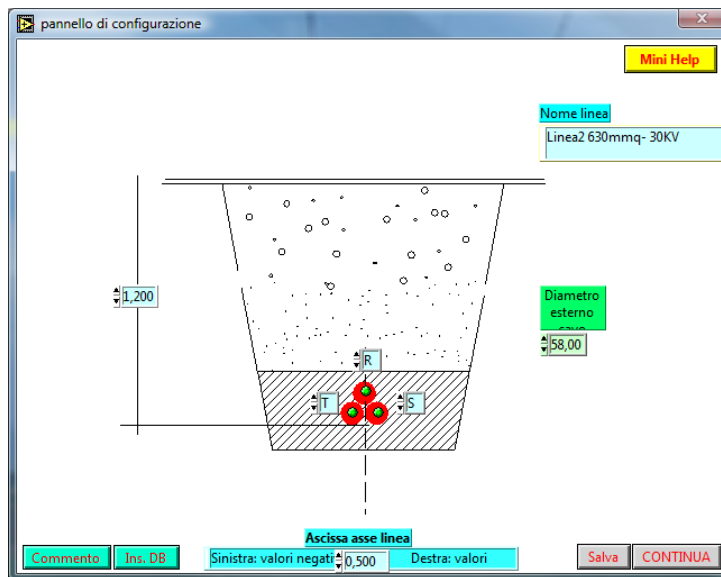 pannello di configurazione
Mini Help
Nome linea
Linea2 630mmq- 30KV
1,200
Diametro
esterno
58,00
R
T
S
Ascissa asse linea
Sinistra: valori negati 0,500 Destra: valori
Commento
Ins. DB
Salva
CONTINUA